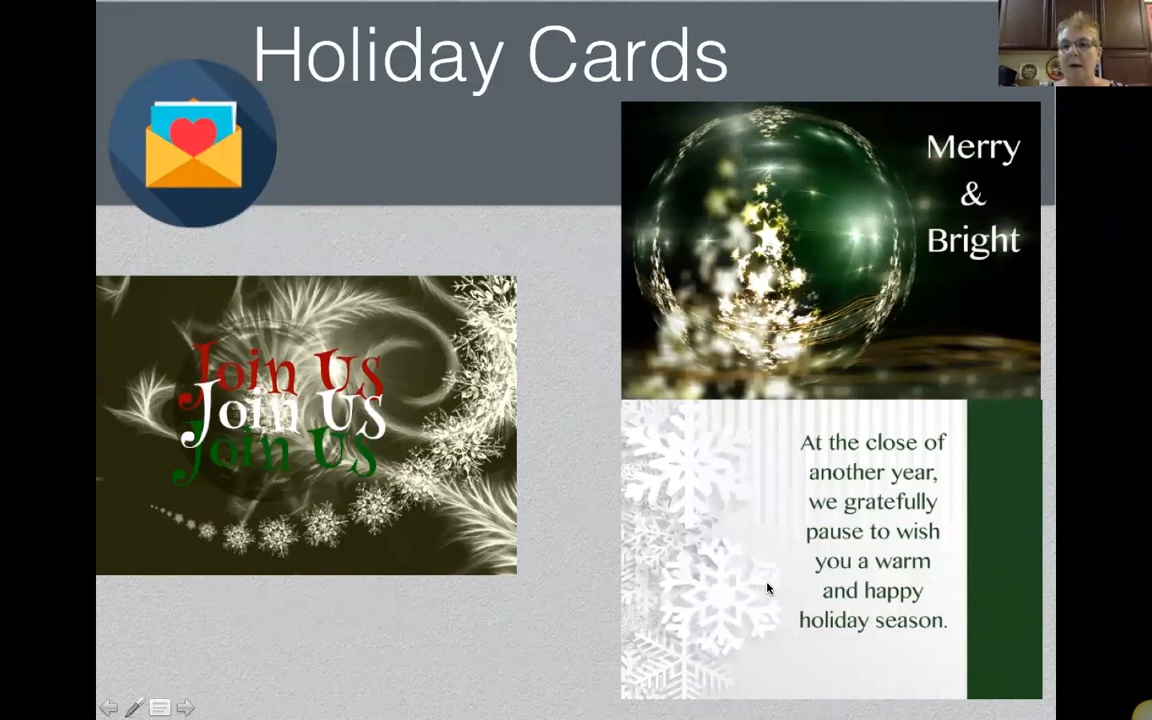 Holiday Cards
Join Us
Join Us
Join Us
Merry
&
Bright
At the close of
another year,
we gratefully
pause to wish
you a warm
and happy
holiday season.